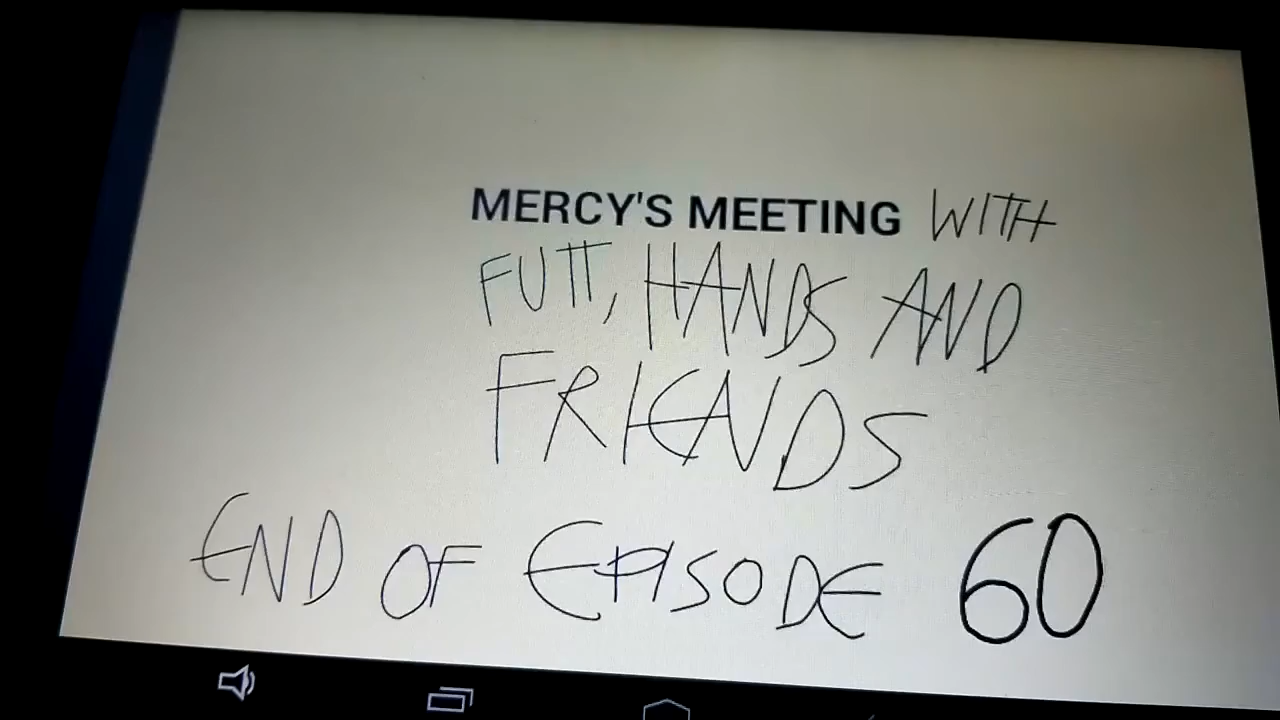 MERCY'S MEETING WITH
FUTT, HANDS AND
FRIENDS
END OF EPISODE 60